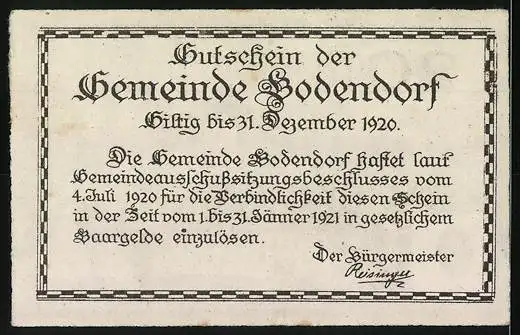 Gutschein der
Gemeinde Bodendorf
Giltig bis 31. Dezember 1920.
Die Gemeinde Bodendorf haftet laut
Gemeindeausschußsitzungsbeschlusses vom
4. Juli 1920 für die Verbindlichkeit diesen Schein
in der Zeit vom 1. bis 31. Jänner 1921 in gesetzlichem
Baargelde einzulösen.
Der Bürgermeister
Reisinger